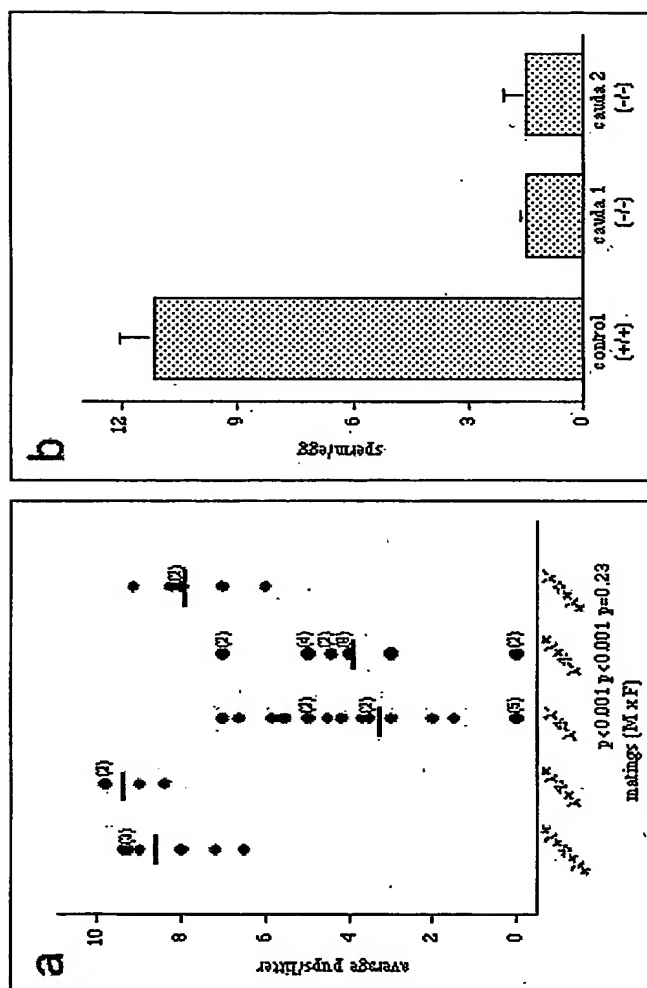 a
average pups/litter
10
8
6
4
2
0
(3)
(2)
(2)
(2)
(5)
(2)
(4)
(2)
(8)
(2)
(2)
p<0.001 p<0.001 p=0.23
matings (M x F)
b
sperm/egg
12
9
6
3
0
control
(+/+)
cauda 1
(-/-)
cauda 2
(-/-)